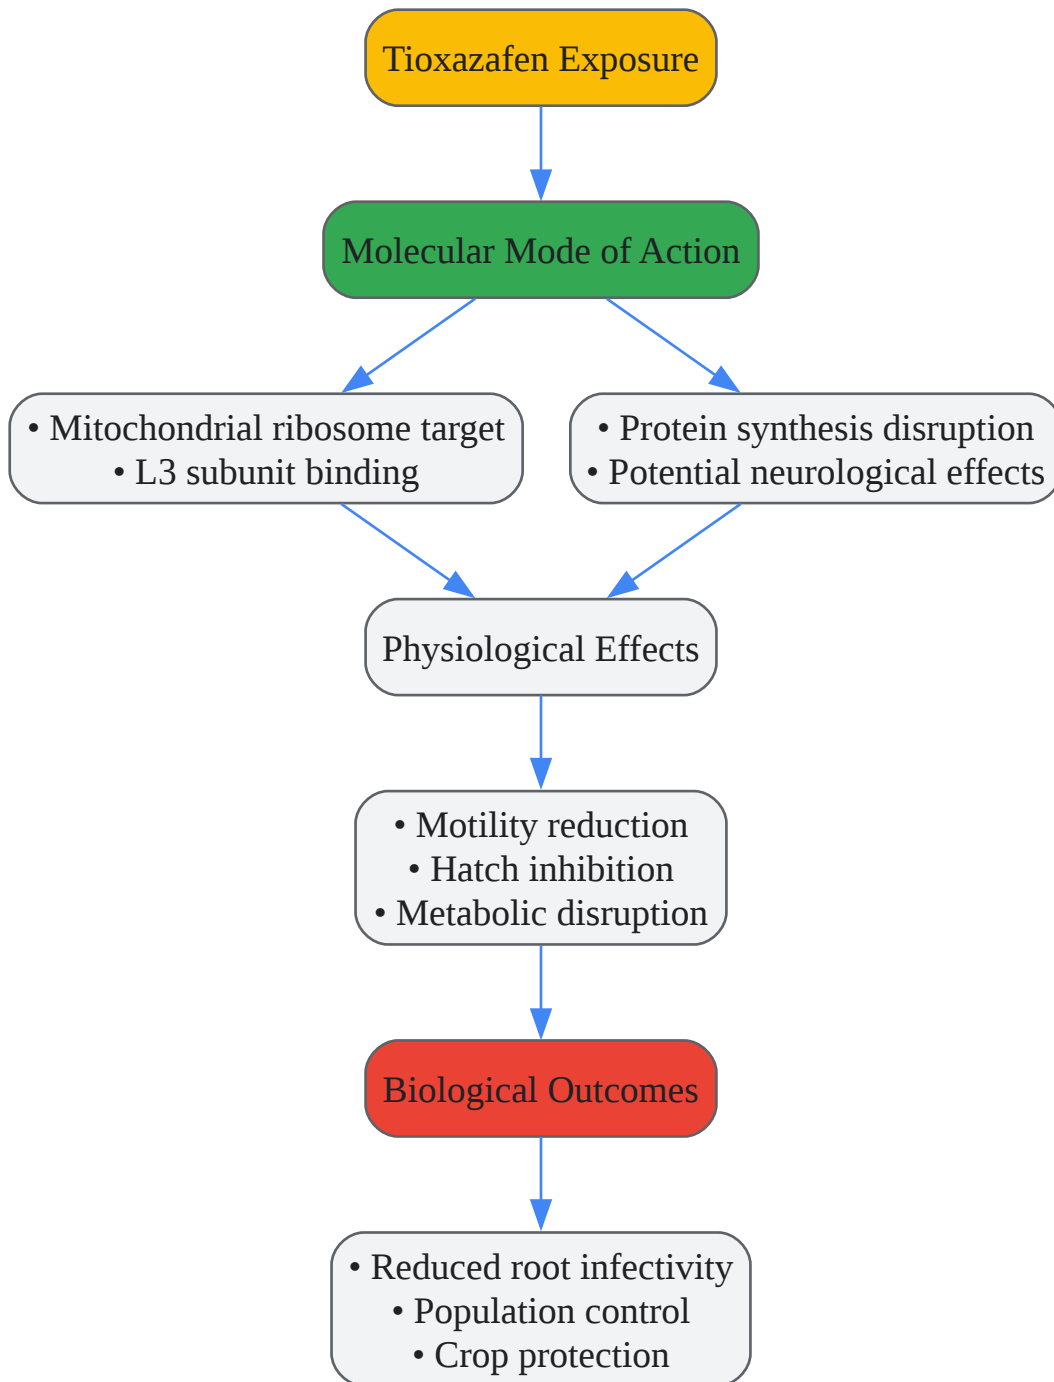 Tioxazafen Exposure
Molecular Mode of Action
• Mitochondrial ribosome target
• L3 subunit binding
• Protein synthesis disruption
• Potential neurological effects
Physiological Effects
• Motility reduction
• Hatch inhibition
• Metabolic disruption
Biological Outcomes
• Reduced root infectivity
• Population control
• Crop protection